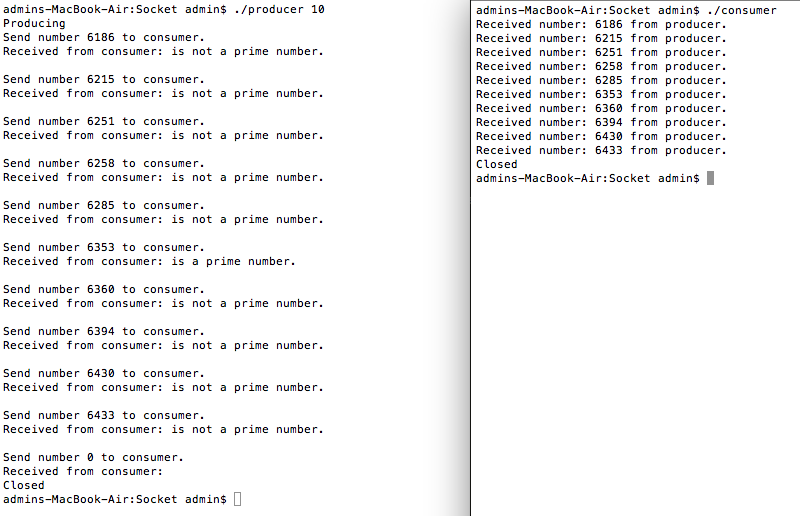 admins-MacBook-Air:Socket admin$ ./producer 10
Producing
Send number 6186 to consumer.
Received from consumer: is not a prime number.
Send number 6215 to consumer.
Received from consumer: is not a prime number.
Send number 6251 to consumer.
Received from consumer: is not a prime number.
Send number 6258 to consumer.
Received from consumer: is not a prime number.
Send number 6285 to consumer.
Received from consumer: is not a prime number.
Send number 6353 to consumer.
Received from consumer: is a prime number.
Send number 6360 to consumer.
Received from consumer: is not a prime number.
Send number 6394 to consumer.
Received from consumer: is not a prime number.
Send number 6430 to consumer.
Received from consumer: is not a prime number.
Send number 6433 to consumer.
Received from consumer: is not a prime number.
Send number 0 to consumer.
Received from consumer:
Closed
admins-MacBook-Air:Socket admin$
admins-MacBook-Air:Socket admin$ ./consumer
Received number: 6186 from producer.
Received number: 6215 from producer.
Received number: 6251 from producer.
Received number: 6258 from producer.
Received number: 6285 from producer.
Received number: 6353 from producer.
Received number: 6360 from producer.
Received number: 6394 from producer.
Received number: 6430 from producer.
Received number: 6433 from producer.
Closed
admins-MacBook-Air:Socket admin$